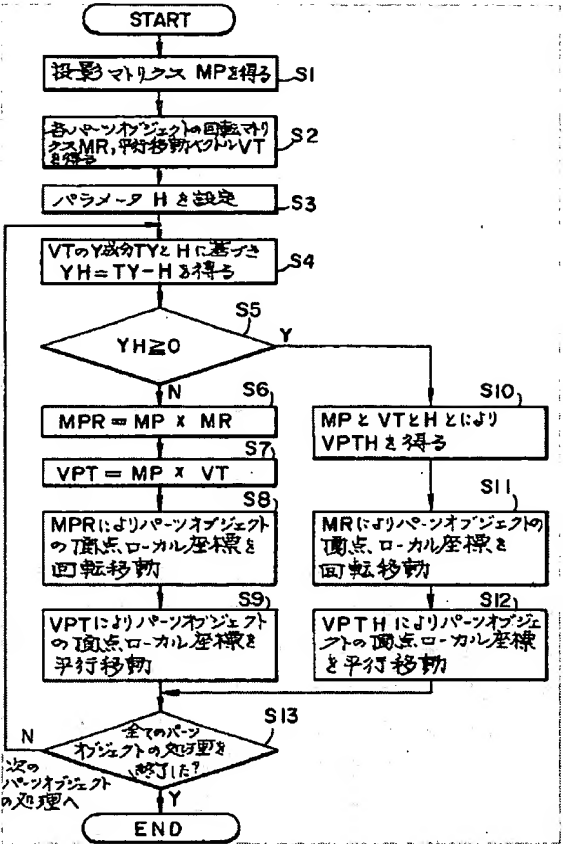 START
投影マトリクス MPを得る
S1
各パーツオブジェクトの回転マトリ
クスMR,平行移動ベクトルVT
を得る
S2
パラメータ H を設定
S3
VTのY成分TYとHに基づき
YH=TY-Hを得る
S4
S5
YH≧0
Y
N
S6
MPR = MP x MR
S7
VPT = MP x VT
S8
MPRによりパーツオブジェクト
の頂点、ローカル座標を
回転移動
S9
VPTによりパーツオブジェクト
の頂点、ローカル座標を
平行移動
S10
MPとVTとHとにより
VPTHを得る
S11
MRによりパーツオブジェクトの
頂点、ローカル座標を
回転移動
S12
VPTHによりパーツオブジェ
クトの頂点、ローカル座標
を平行移動
S13
全てのパーツ
オブジェクトの処理を
終了した?
N
次の
パーツオブジェクト
の処理へ
Y
END